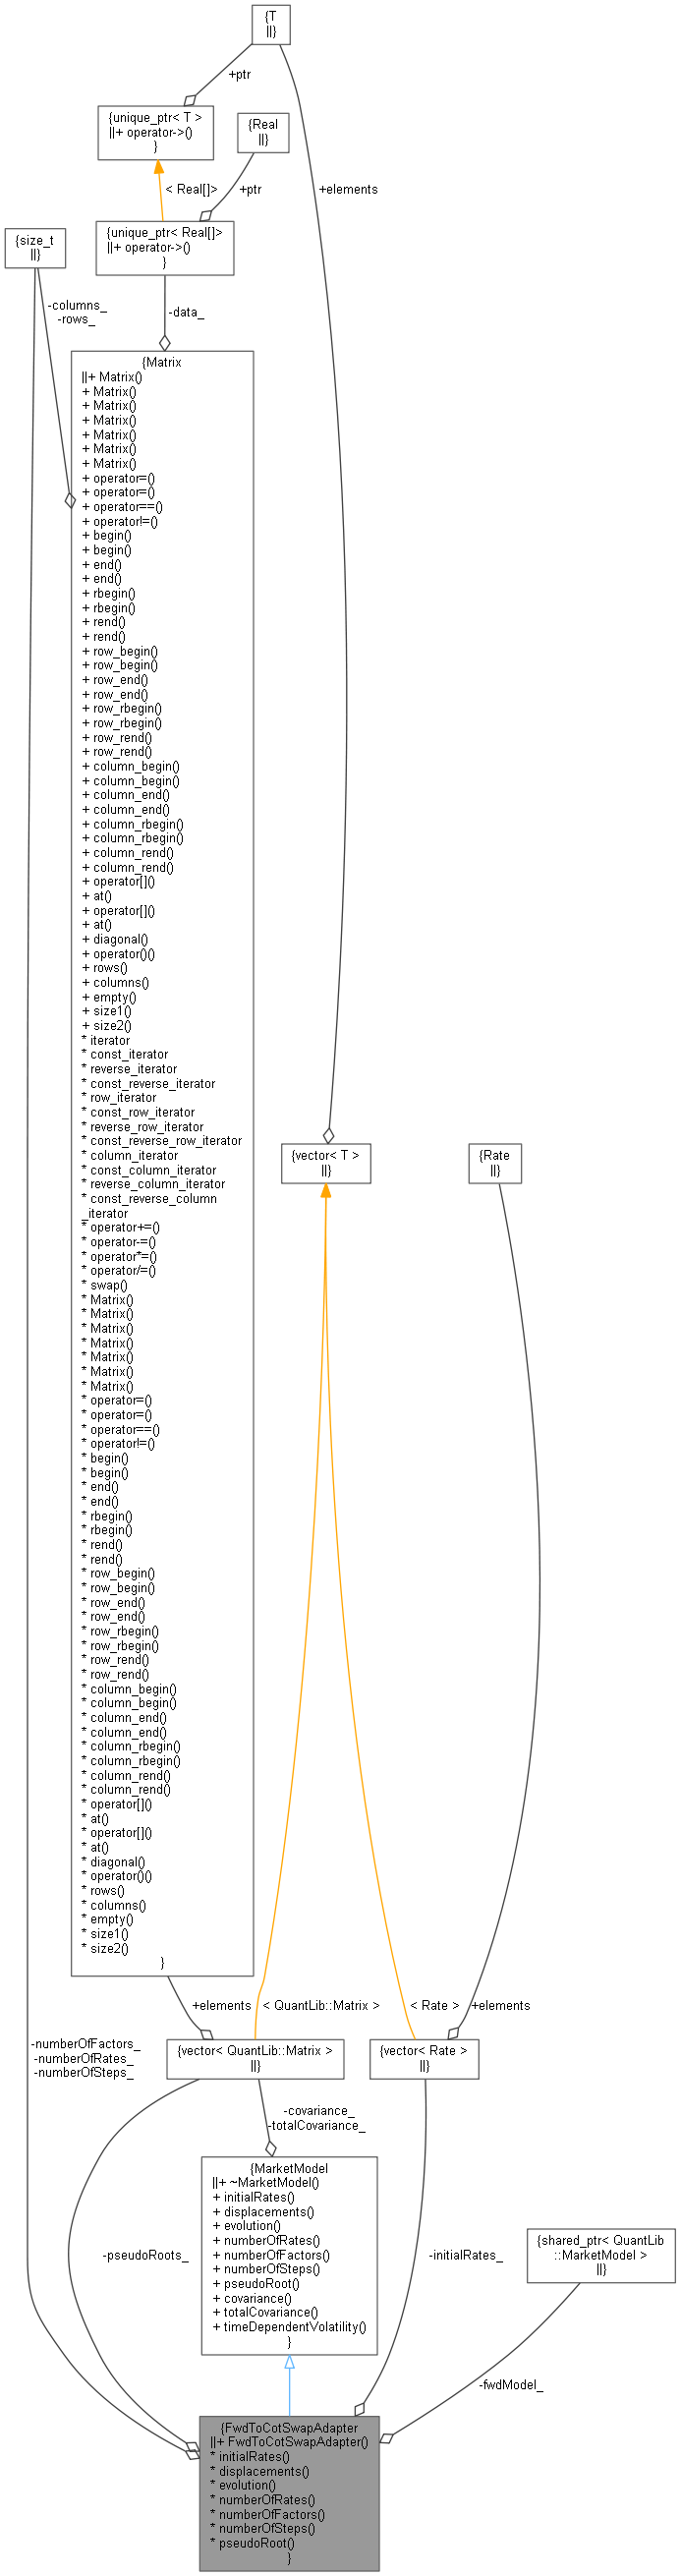 {T
||}
+ptr
{unique_ptr< T >
||+ operator->()
}
{Real
||}
< Real[]>
+ptr
+elements
{unique_ptr< Real[]>
||+ operator->()
}
{size_t
||}
-columns_
-rows_
-data_
{Matrix
||+ Matrix()
+ Matrix()
+ Matrix()
+ Matrix()
+ Matrix()
+ Matrix()
+ Matrix()
+ operator=()
+ operator=()
+ operator==()
+ operator!=()
+ begin()
+ begin()
+ end()
+ end()
+ rbegin()
+ rbegin()
+ rend()
+ rend()
+ row_begin()
+ row_begin()
+ row_end()
+ row_end()
+ row_rbegin()
+ row_rbegin()
+ row_rend()
+ row_rend()
+ column_begin()
+ column_begin()
+ column_end()
+ column_end()
+ column_rbegin()
+ column_rbegin()
+ column_rend()
+ column_rend()
+ operator[]()
+ at()
+ operator[]()
+ at()
+ diagonal()
+ operator()()
+ rows()
+ columns()
+ empty()
+ size1()
+ size2()
* iterator
* const_iterator
* reverse_iterator
* const_reverse_iterator
* row_iterator
* const_row_iterator
* reverse_row_iterator
* const_reverse_row_iterator
* column_iterator
* const_column_iterator
* reverse_column_iterator
* const_reverse_column
_iterator
* operator+=()
* operator-=()
* operator*=()
* operator/=()
* swap()
* Matrix()
* Matrix()
* Matrix()
* Matrix()
* Matrix()
* Matrix()
* Matrix()
* operator=()
* operator=()
* operator==()
* operator!=()
* begin()
* begin()
* end()
* end()
* rbegin()
* rbegin()
* rend()
* rend()
* row_begin()
* row_begin()
* row_end()
* row_end()
* row_rbegin()
* row_rbegin()
* row_rend()
* row_rend()
* column_begin()
* column_begin()
* column_end()
* column_end()
* column_rbegin()
* column_rbegin()
* column_rend()
* column_rend()
* operator[]()
* at()
* operator[]()
* at()
* diagonal()
* operator()()
* rows()
* columns()
* empty()
* size1()
* size2()
}
{vector< T >
||}
{Rate
||}
+elements
< QuantLib::Matrix >
< Rate >
+elements
-numberOfFactors_
-numberOfRates_
-numberOfSteps_
{vector< QuantLib::Matrix >
||}
{vector< Rate >
||}
-covariance_
-totalCovariance_
{MarketModel
||+ ~MarketModel()
+ initialRates()
+ displacements()
+ evolution()
+ numberOfRates()
+ numberOfFactors()
+ numberOfSteps()
+ pseudoRoot()
+ covariance()
+ totalCovariance()
+ timeDependentVolatility()
}
-pseudoRoots_
-initialRates_
{shared_ptr< QuantLib
::MarketModel >
||}
-fwdModel_
{FwdToCotSwapAdapter
||+ FwdToCotSwapAdapter()
* initialRates()
* displacements()
* evolution()
* numberOfRates()
* numberOfFactors()
* numberOfSteps()
* pseudoRoot()
}